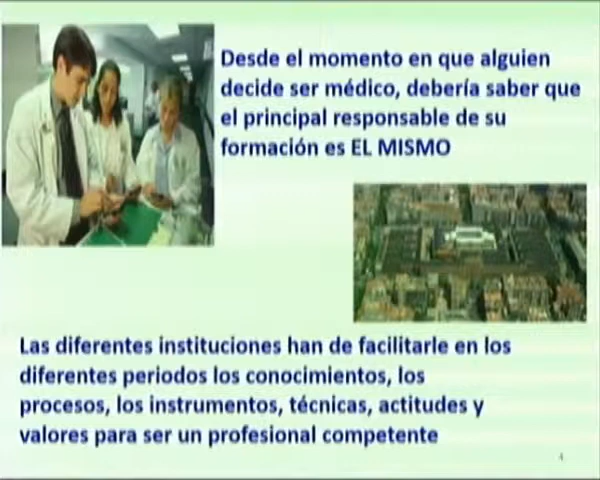 Desde el momento en que alguien
decide ser médico, debería saber que
el principal responsable de su
formación es EL MISMO
Las diferentes instituciones han de facilitarle en los
diferentes periodos los conocimientos, los
procesos, los instrumentos, técnicas, actitudes y
valores para ser un profesional competente
4